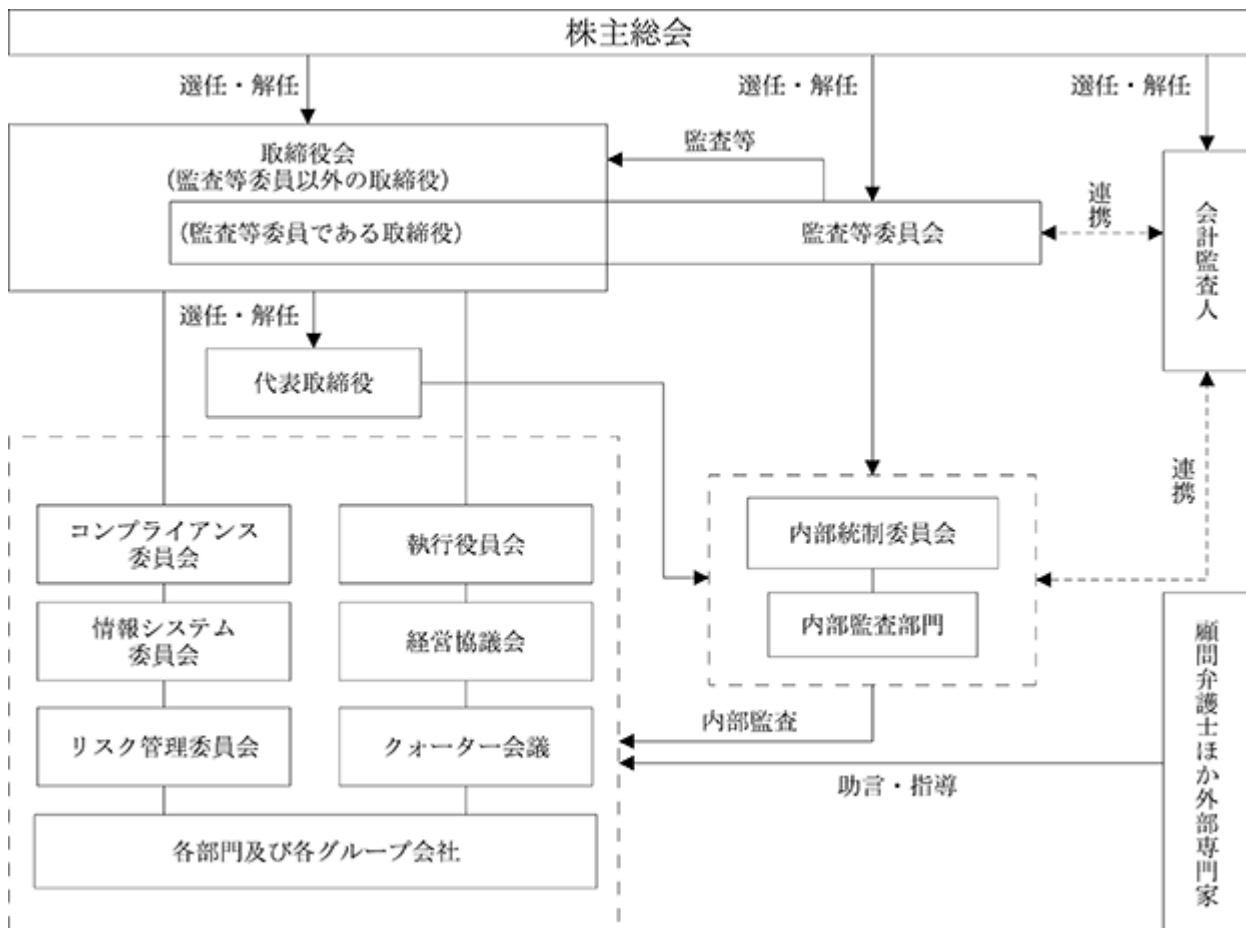 株主総会
選任・解任
選任・解任
選任・解任
取締役会
(監査等委員以外の取締役)
監査等
(監査等委員である取締役)
監査等委員会
連携
会計監査人
選任・解任
代表取締役
連携
コンプライアンス
委員会
執行役員会
内部統制委員会
情報システム
委員会
経営協議会
内部監査部門
リスク管理委員会
クォーター会議
内部監査
助言・指導
顧問弁護士ほか外部専門家
各部門及び各グループ会社